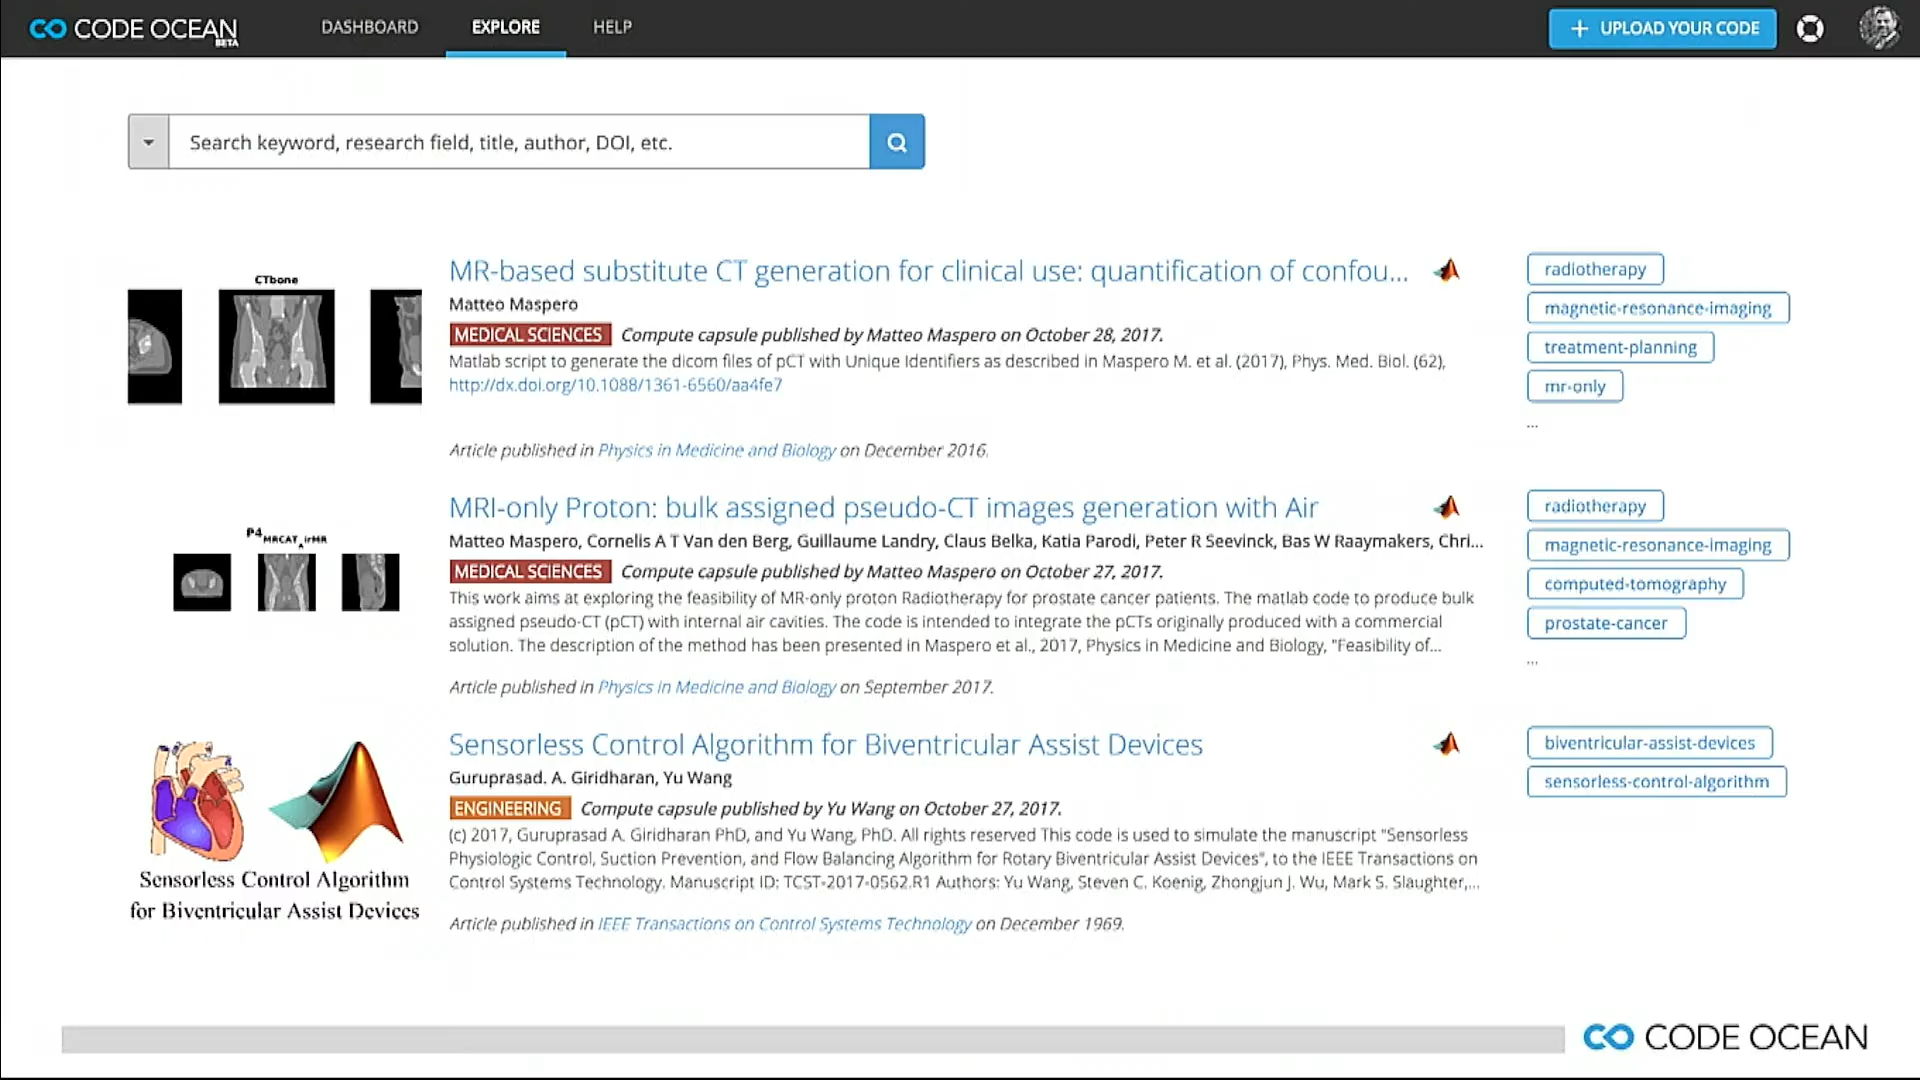 CODE OCEAN
BETA
DASHBOARD
EXPLORE
HELP
+ UPLOAD YOUR CODE
Search keyword, research field, title, author, DOI, etc.
CTbone
MR-based substitute CT generation for clinical use: quantification of confou...
Matteo Maspero
MEDICAL SCIENCES Compute capsule published by Matteo Maspero on October 28, 2017.
Matlab script to generate the dicom files of pCT with Unique Identifiers as described in Maspero M. et al. (2017), Phys. Med. Biol. (62),
http://dx.doi.org/10.1088/1361-6560/aa4fe7
Article published in Physics in Medicine and Biology on December 2016.
radiotherapy
magnetic-resonance-imaging
treatment-planning
mr-only
...
P4 MRCAT AirMR
MRI-only Proton: bulk assigned pseudo-CT images generation with Air
Matteo Maspero, Cornelis A T Van den Berg, Guillaume Landry, Claus Belka, Katia Parodi, Peter R Seevinck, Bas W Raaymakers, Chri...
MEDICAL SCIENCES Compute capsule published by Matteo Maspero on October 27, 2017.
This work aims at exploring the feasibility of MR-only proton Radiotherapy for prostate cancer patients. The matlab code to produce bulk
assigned pseudo-CT (pCT) with internal air cavities. The code is intended to integrate the pCTs originally produced with a commercial
solution. The description of the method has been presented in Maspero et al., 2017, Physics in Medicine and Biology, "Feasibility of...
Article published in Physics in Medicine and Biology on September 2017.
radiotherapy
magnetic-resonance-imaging
computed-tomography
prostate-cancer
...
Sensorless Control Algorithm
for Biventricular Assist Devices
Sensorless Control Algorithm for Biventricular Assist Devices
Guruprasad. A. Giridharan, Yu Wang
ENGINEERING Compute capsule published by Yu Wang on October 27, 2017.
(c) 2017, Guruprasad A. Giridharan PhD, and Yu Wang, PhD. All rights reserved This code is used to simulate the manuscript "Sensorless
Physiologic Control, Suction Prevention, and Flow Balancing Algorithm for Rotary Biventricular Assist Devices", to the IEEE Transactions on
Control Systems Technology. Manuscript ID: TCST-2017-0562.R1 Authors: Yu Wang, Steven C. Koenig, Zhongjun J. Wu, Mark S. Slaughter,...
Article published in IEEE Transactions on Control Systems Technology on December 1969.
biventricular-assist-devices
sensorless-control-algorithm
CODE OCEAN